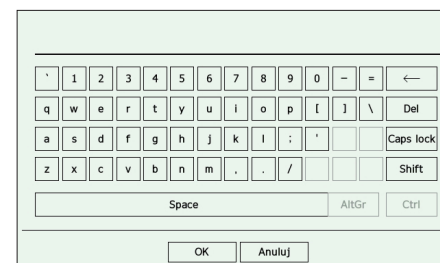 ` 1 2 3 4 5 6 7 8 9 0 - = ←
q w e r t y u i o p [ ] \ Del
a s d f g h j k l ; ' Caps lock
z x c v b n m , . / Shift
Space AltGr Ctrl
OK Anuluj